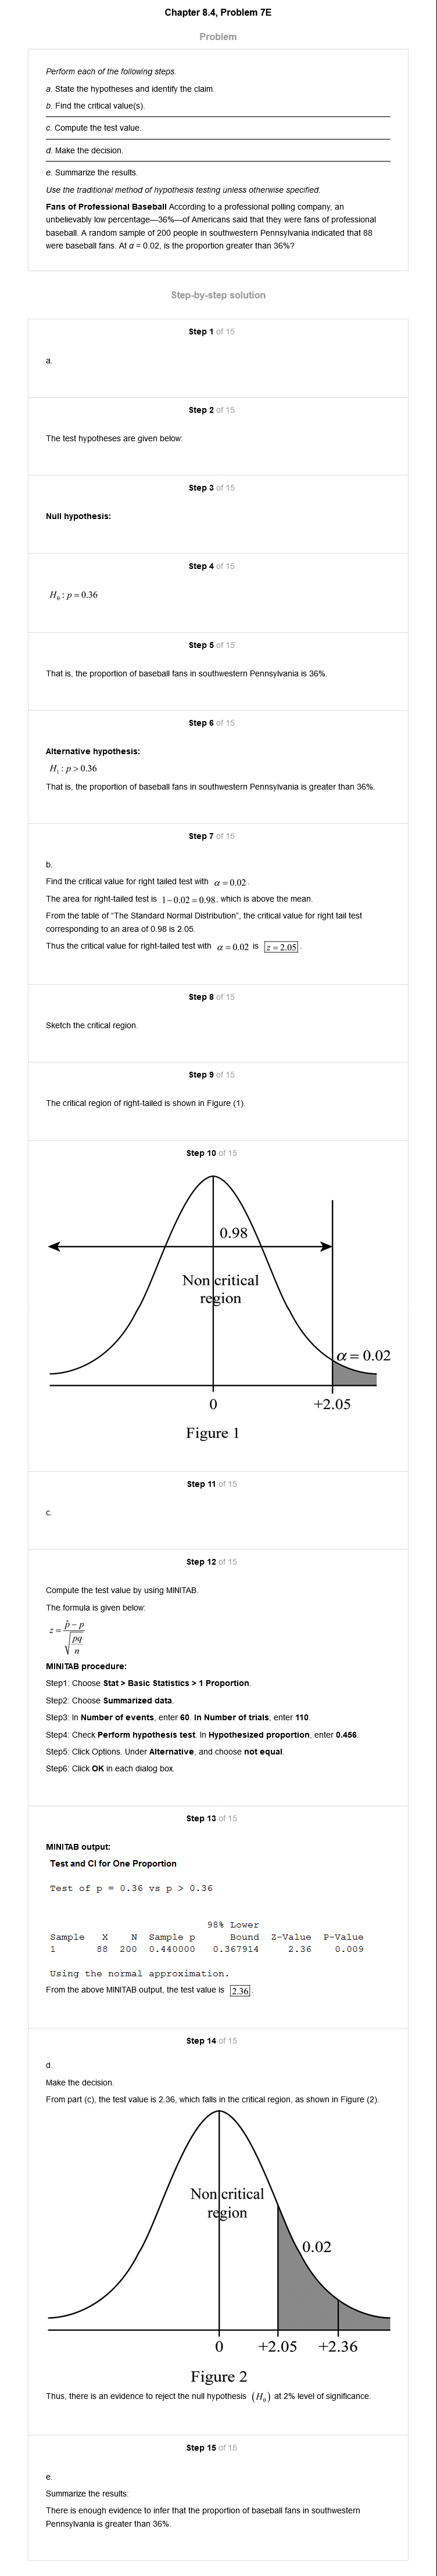 Chapter 8.4, Problem 7E
Problem
Perform each of the following steps.
a. State the hypotheses and identify the claim.
b. Find the critical value(s).
c. Compute the test value.
d. Make the decision.
e. Summarize the results.
Use the traditional method of hypothesis testing unless otherwise specified.
Fans of Professional Baseball According to a professional polling company, an
unbelievably low percentage—36%—of Americans said that they were fans of professional
baseball. A random sample of 200 people in southwestern Pennsylvania indicated that 88
were baseball fans. At α = 0.02, is the proportion greater than 36%?
Step-by-step solution
Step 1 of 15
a.
Step 2 of 15
The test hypotheses are given below:
Step 3 of 15
Null hypothesis:
Step 4 of 15
H₀ : p = 0.36
Step 5 of 15
That is, the proportion of baseball fans in southwestern Pennsylvania is 36%.
Step 6 of 15
Alternative hypothesis:
H₁ : p > 0.36
That is, the proportion of baseball fans in southwestern Pennsylvania is greater than 36%.
Step 7 of 15
b.
Find the critical value for right tailed test with α = 0.02.
The area for right-tailed test is 1−0.02 = 0.98, which is above the mean.
From the table of “The Standard Normal Distribution”, the critical value for right tail test
corresponding to an area of 0.98 is 2.05.
Thus the critical value for right-tailed test with α = 0.02 is z = 2.05.
Step 8 of 15
Sketch the critical region.
Step 9 of 15
The critical region of right-tailed is shown in Figure (1).
Step 10 of 15
0.98
Non critical
region
α = 0.02
0 +2.05
Figure 1
Step 11 of 15
c.
Step 12 of 15
Compute the test value by using MINITAB.
The formula is given below:
z = (p̂ − p) / √(pq/n)
MINITAB procedure:
Step1: Choose Stat > Basic Statistics > 1 Proportion.
Step2: Choose Summarized data.
Step3: In Number of events, enter 60. In Number of trials, enter 110.
Step4: Check Perform hypothesis test. In Hypothesized proportion, enter 0.456.
Step5: Click Options. Under Alternative, and choose not equal.
Step6: Click OK in each dialog box.
Step 13 of 15
MINITAB output:
Test and CI for One Proportion
Test of p = 0.36 vs p > 0.36
98% Lower
Sample X N Sample p Bound Z-Value P-Value
1 88 200 0.440000 0.367914 2.36 0.009
Using the normal approximation.
From the above MINITAB output, the test value is 2.36.
Step 14 of 15
d.
Make the decision.
From part (c), the test value is 2.36, which falls in the critical region, as shown in Figure (2).
Non critical
region
0.02
0 +2.05 +2.36
Figure 2
Thus, there is an evidence to reject the null hypothesis (H₀) at 2% level of significance.
Step 15 of 15
e.
Summarize the results:
There is enough evidence to infer that the proportion of baseball fans in southwestern
Pennsylvania is greater than 36%.